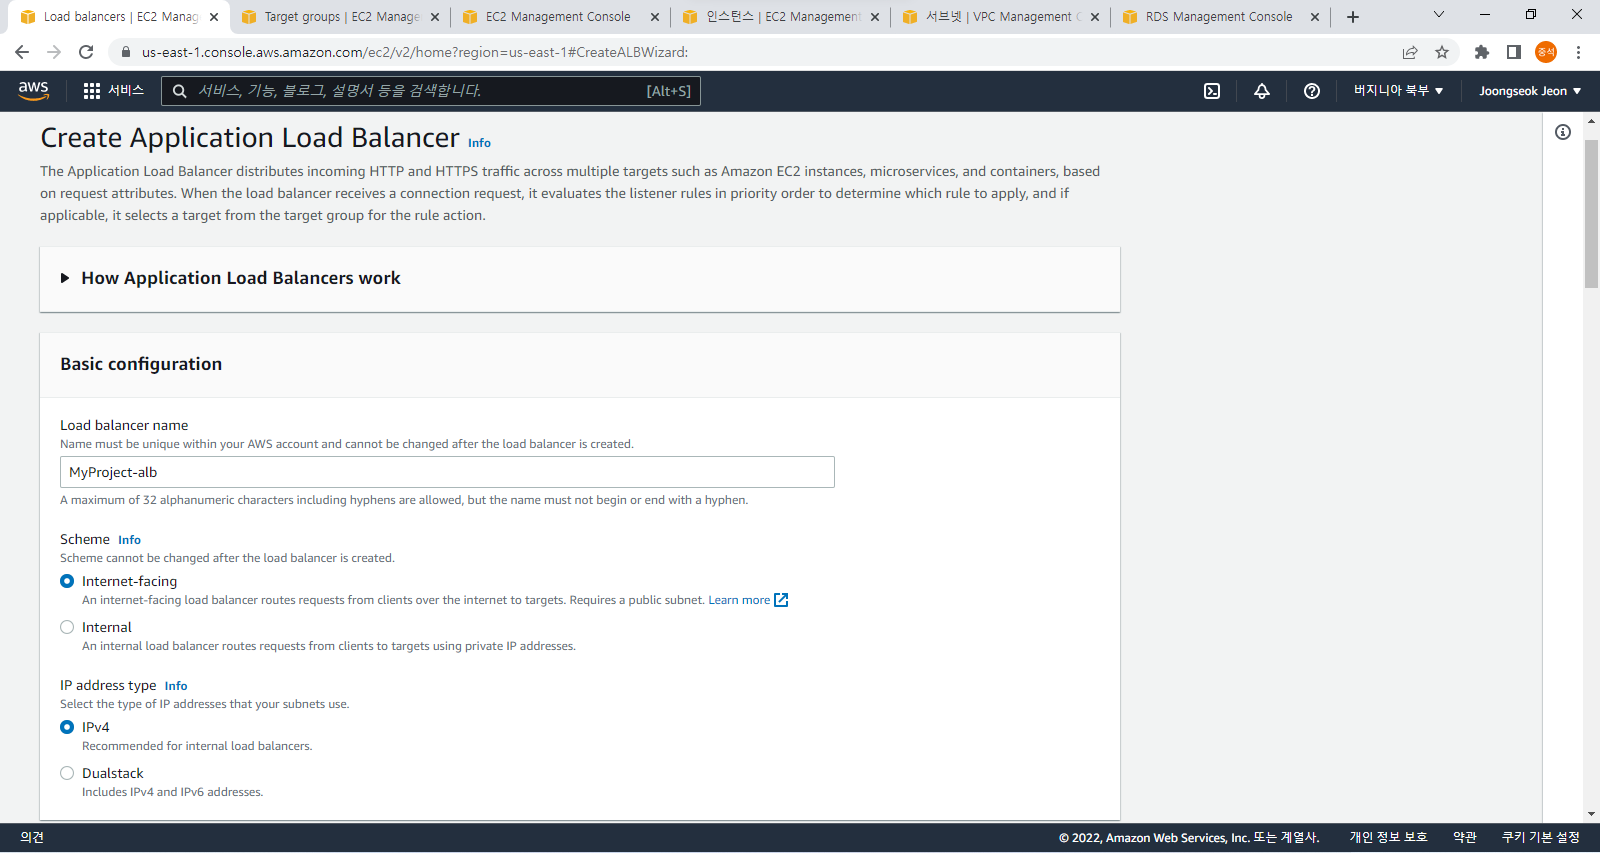 Load balancers | EC2 Manag
Target groups | EC2 Manage
EC2 Management Console
인스턴스 | EC2 Management
서브넷 | VPC Management C
RDS Management Console
us-east-1.console.aws.amazon.com/ec2/v2/home?region=us-east-1#CreateALBWizard:
중석
aws
서비스
서비스, 기능, 블로그, 설명서 등을 검색합니다.
[Alt+S]
버지니아 북부
Joongseok Jeon
Create Application Load Balancer Info
The Application Load Balancer distributes incoming HTTP and HTTPS traffic across multiple targets such as Amazon EC2 instances, microservices, and containers, based
on request attributes. When the load balancer receives a connection request, it evaluates the listener rules in priority order to determine which rule to apply, and if
applicable, it selects a target from the target group for the rule action.
How Application Load Balancers work
Basic configuration
Load balancer name
Name must be unique within your AWS account and cannot be changed after the load balancer is created.
MyProject-alb
A maximum of 32 alphanumeric characters including hyphens are allowed, but the name must not begin or end with a hyphen.
Scheme Info
Scheme cannot be changed after the load balancer is created.
Internet-facing
An internet-facing load balancer routes requests from clients over the internet to targets. Requires a public subnet. Learn more
Internal
An internal load balancer routes requests from clients to targets using private IP addresses.
IP address type Info
Select the type of IP addresses that your subnets use.
IPv4
Recommended for internal load balancers.
Dualstack
Includes IPv4 and IPv6 addresses.
의견
© 2022, Amazon Web Services, Inc. 또는 계열사.
개인 정보 보호
약관
쿠키 기본 설정